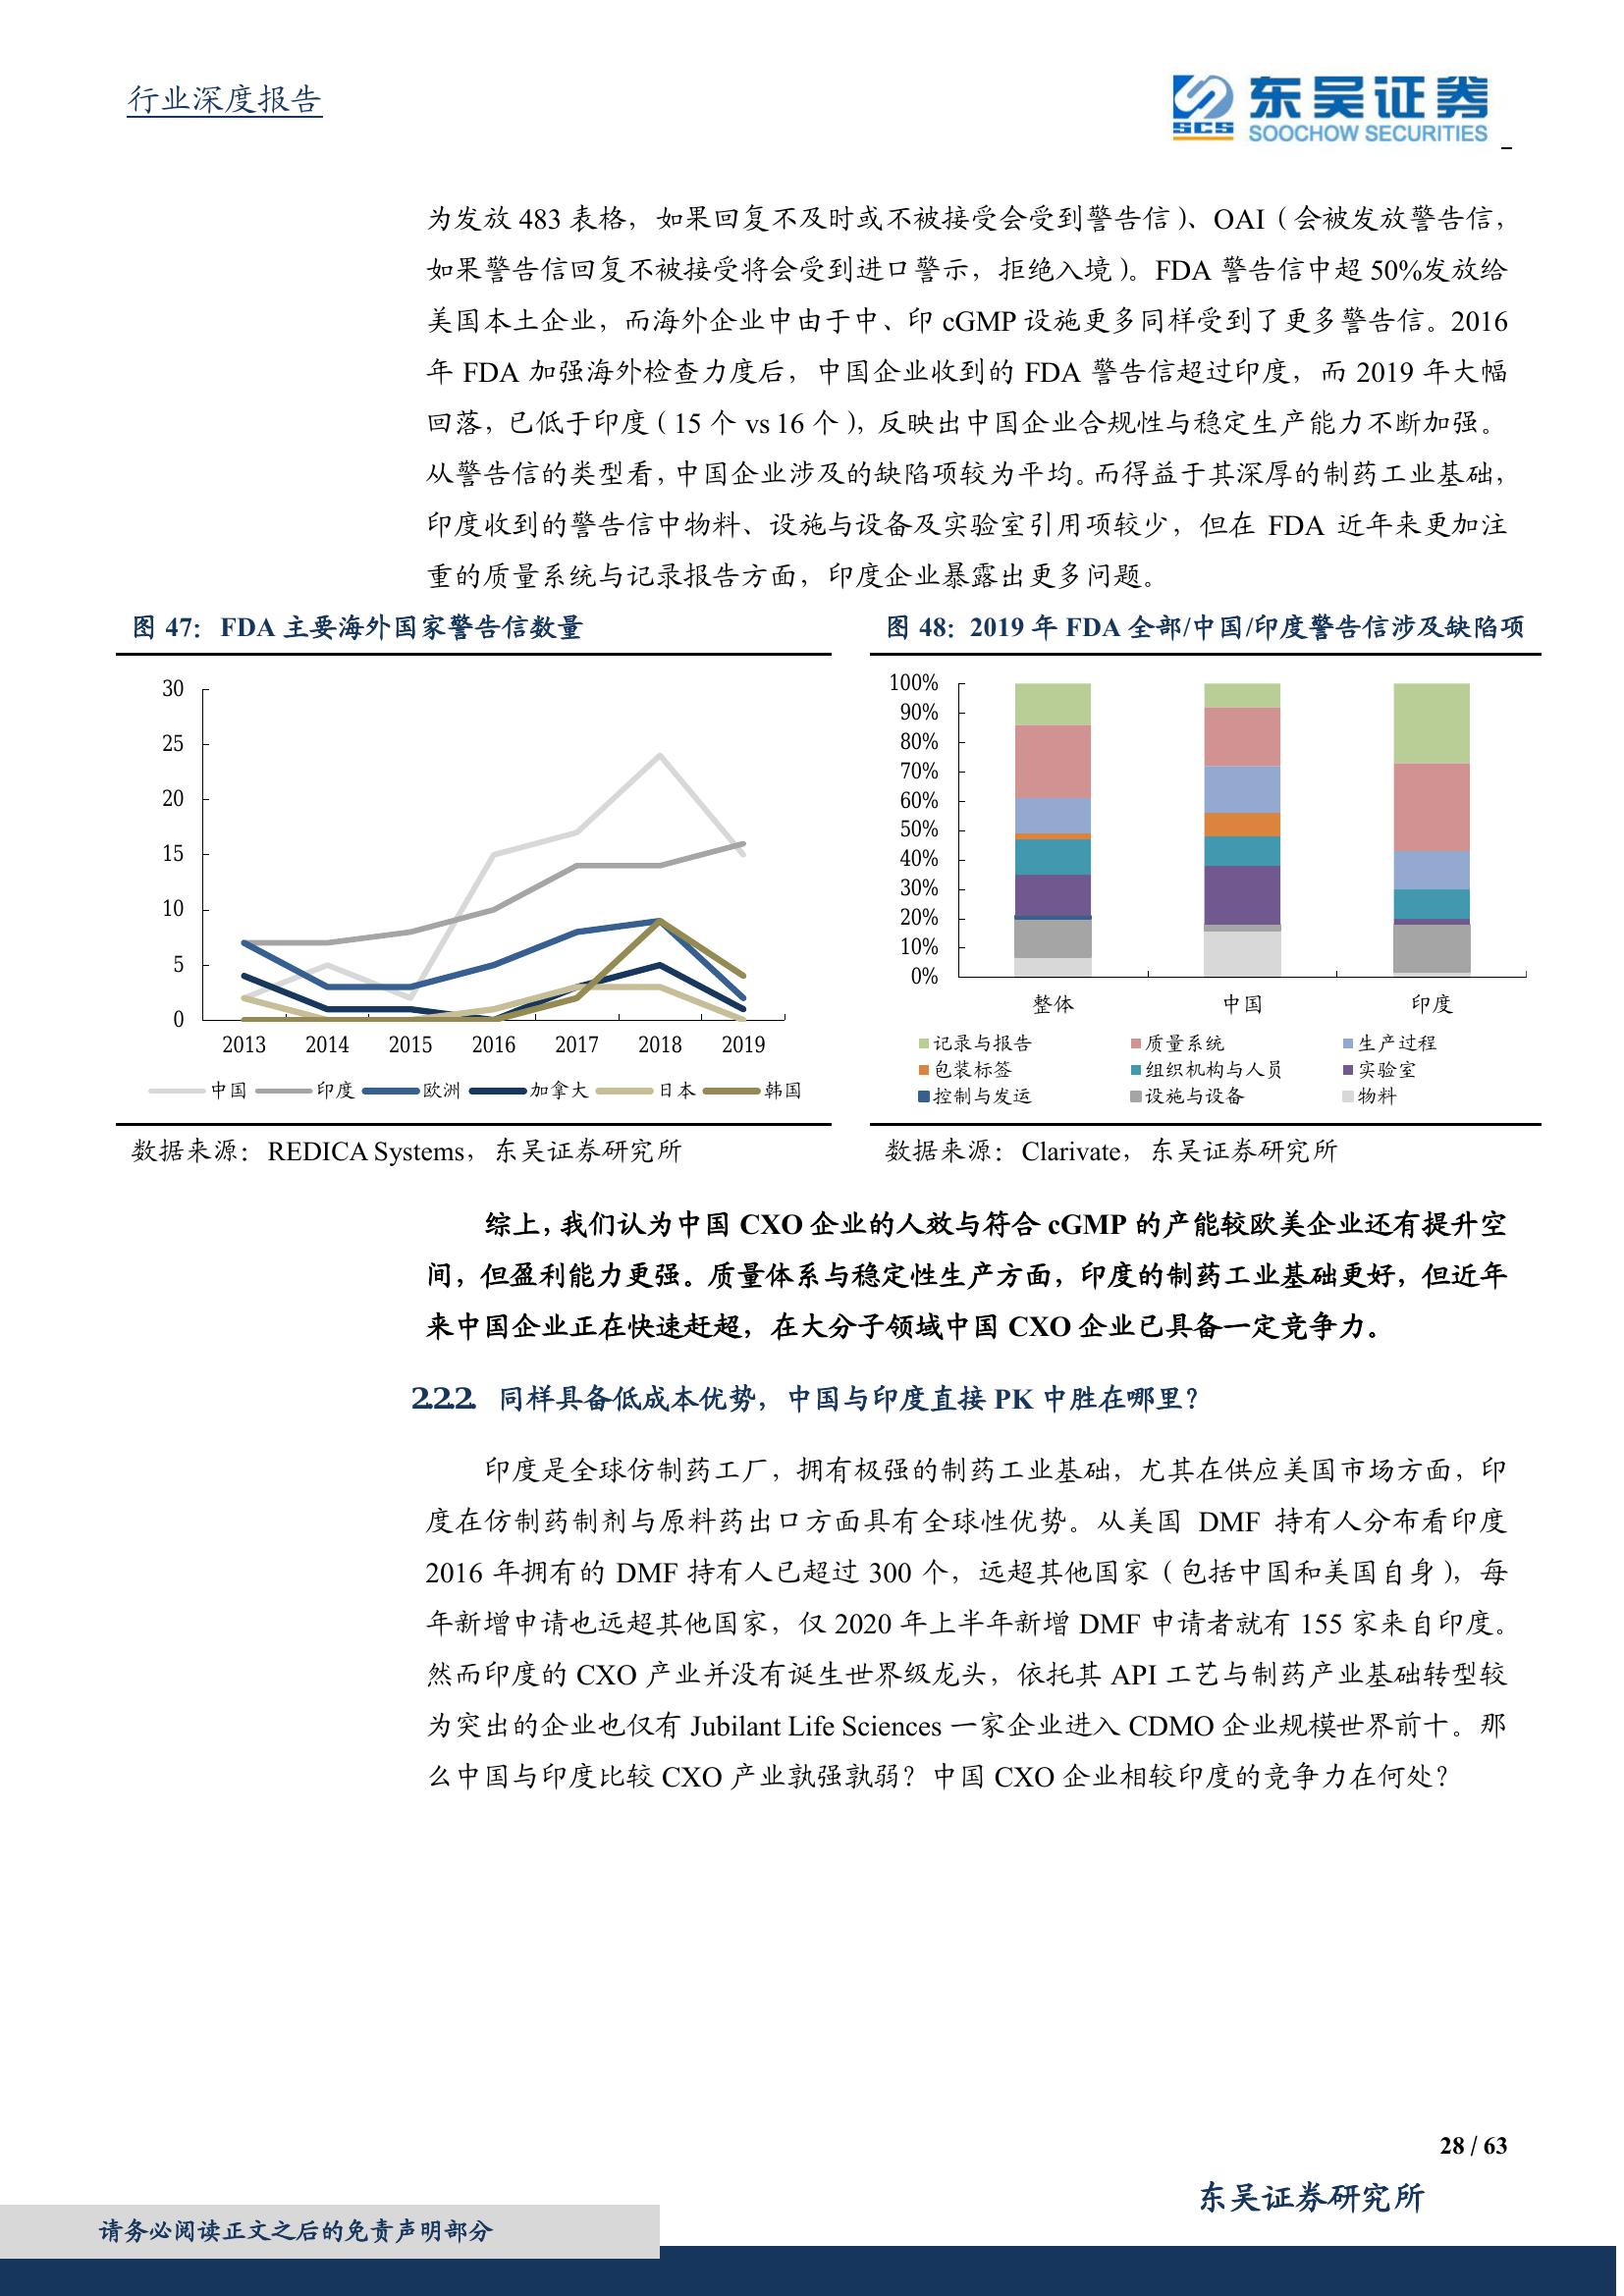 行业深度报告
SCS
东吴证券
SOOCHOW SECURITIES
为发放 483 表格，如果回复不及时或不被接受会受到警告信）、OAI（会被发放警告信，
如果警告信回复不被接受将会受到进口警示，拒绝入境）。FDA 警告信中超 50%发放给
美国本土企业，而海外企业中由于中、印 cGMP 设施更多同样受到了更多警告信。2016
年 FDA 加强海外检查力度后，中国企业收到的 FDA 警告信超过印度，而 2019 年大幅
回落，已低于印度（15 个 vs 16 个），反映出中国企业合规性与稳定生产能力不断加强。
从警告信的类型看，中国企业涉及的缺陷项较为平均。而得益于其深厚的制药工业基础，
印度收到的警告信中物料、设施与设备及实验室引用项较少，但在 FDA 近年来更加注
重的质量系统与记录报告方面，印度企业暴露出更多问题。
图 47： FDA 主要海外国家警告信数量
30
25
20
15
10
5
0
2013 2014 2015 2016 2017 2018 2019
中国 印度 欧洲 加拿大 日本 韩国
数据来源：REDICA Systems，东吴证券研究所
图 48：2019 年 FDA 全部/中国/印度警告信涉及缺陷项
100%
90%
80%
70%
60%
50%
40%
30%
20%
10%
0%
整体 中国 印度
记录与报告 质量系统 生产过程
包装标签 组织机构与人员 实验室
控制与发运 设施与设备 物料
数据来源：Clarivate，东吴证券研究所
综上，我们认为中国 CXO 企业的人效与符合 cGMP 的产能较欧美企业还有提升空
间，但盈利能力更强。质量体系与稳定性生产方面，印度的制药工业基础更好，但近年
来中国企业正在快速赶超，在大分子领域中国 CXO 企业已具备一定竞争力。
2.2.2. 同样具备低成本优势，中国与印度直接 PK 中胜在哪里？
印度是全球仿制药工厂，拥有极强的制药工业基础，尤其在供应美国市场方面，印
度在仿制药制剂与原料药出口方面具有全球性优势。从美国 DMF 持有人分布看印度
2016 年拥有的 DMF 持有人已超过 300 个，远超其他国家（包括中国和美国自身），每
年新增申请也远超其他国家，仅 2020 年上半年新增 DMF 申请者就有 155 家来自印度。
然而印度的 CXO 产业并没有诞生世界级龙头，依托其 API 工艺与制药产业基础转型较
为突出的企业也仅有 Jubilant Life Sciences 一家企业进入 CDMO 企业规模世界前十。那
么中国与印度比较 CXO 产业孰强孰弱？中国 CXO 企业相较印度的竞争力在何处？
28 / 63
东吴证券研究所
请务必阅读正文之后的免责声明部分